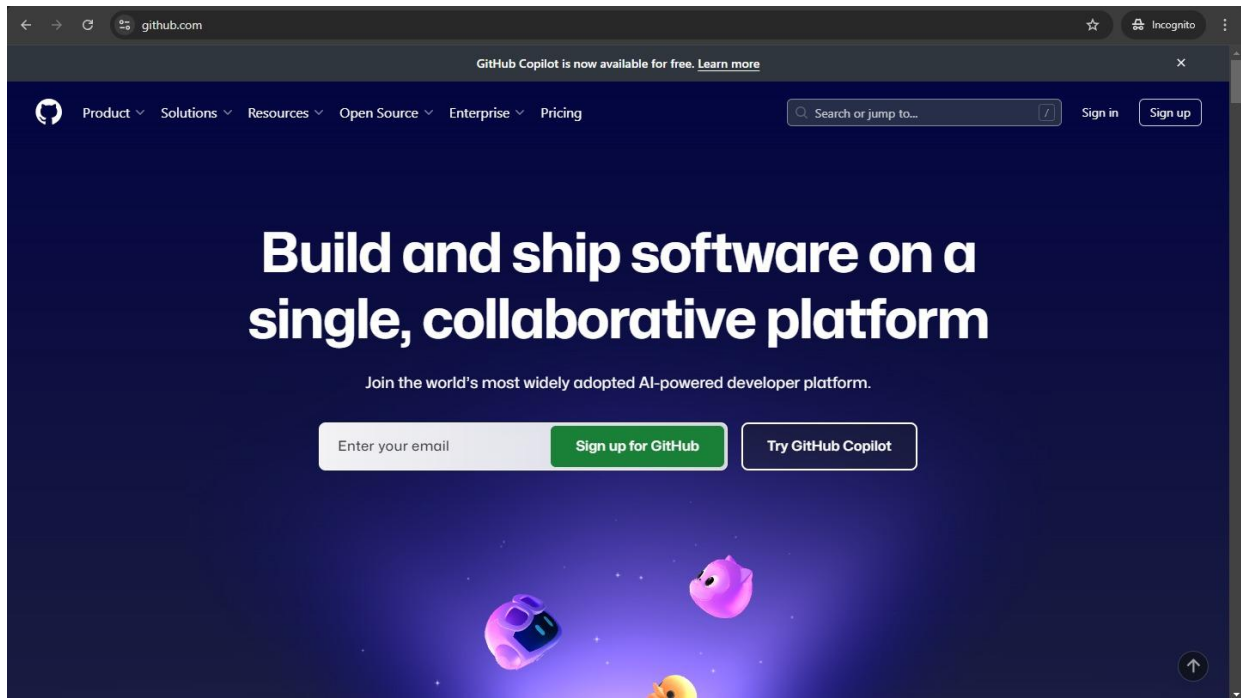 github.com
Incognito
GitHub Copilot is now available for free. Learn more
Product Solutions Resources Open Source Enterprise Pricing
Search or jump to... /
Sign in
Sign up
Build and ship software on a
single, collaborative platform
Join the world's most widely adopted AI-powered developer platform.
Enter your email
Sign up for GitHub
Try GitHub Copilot